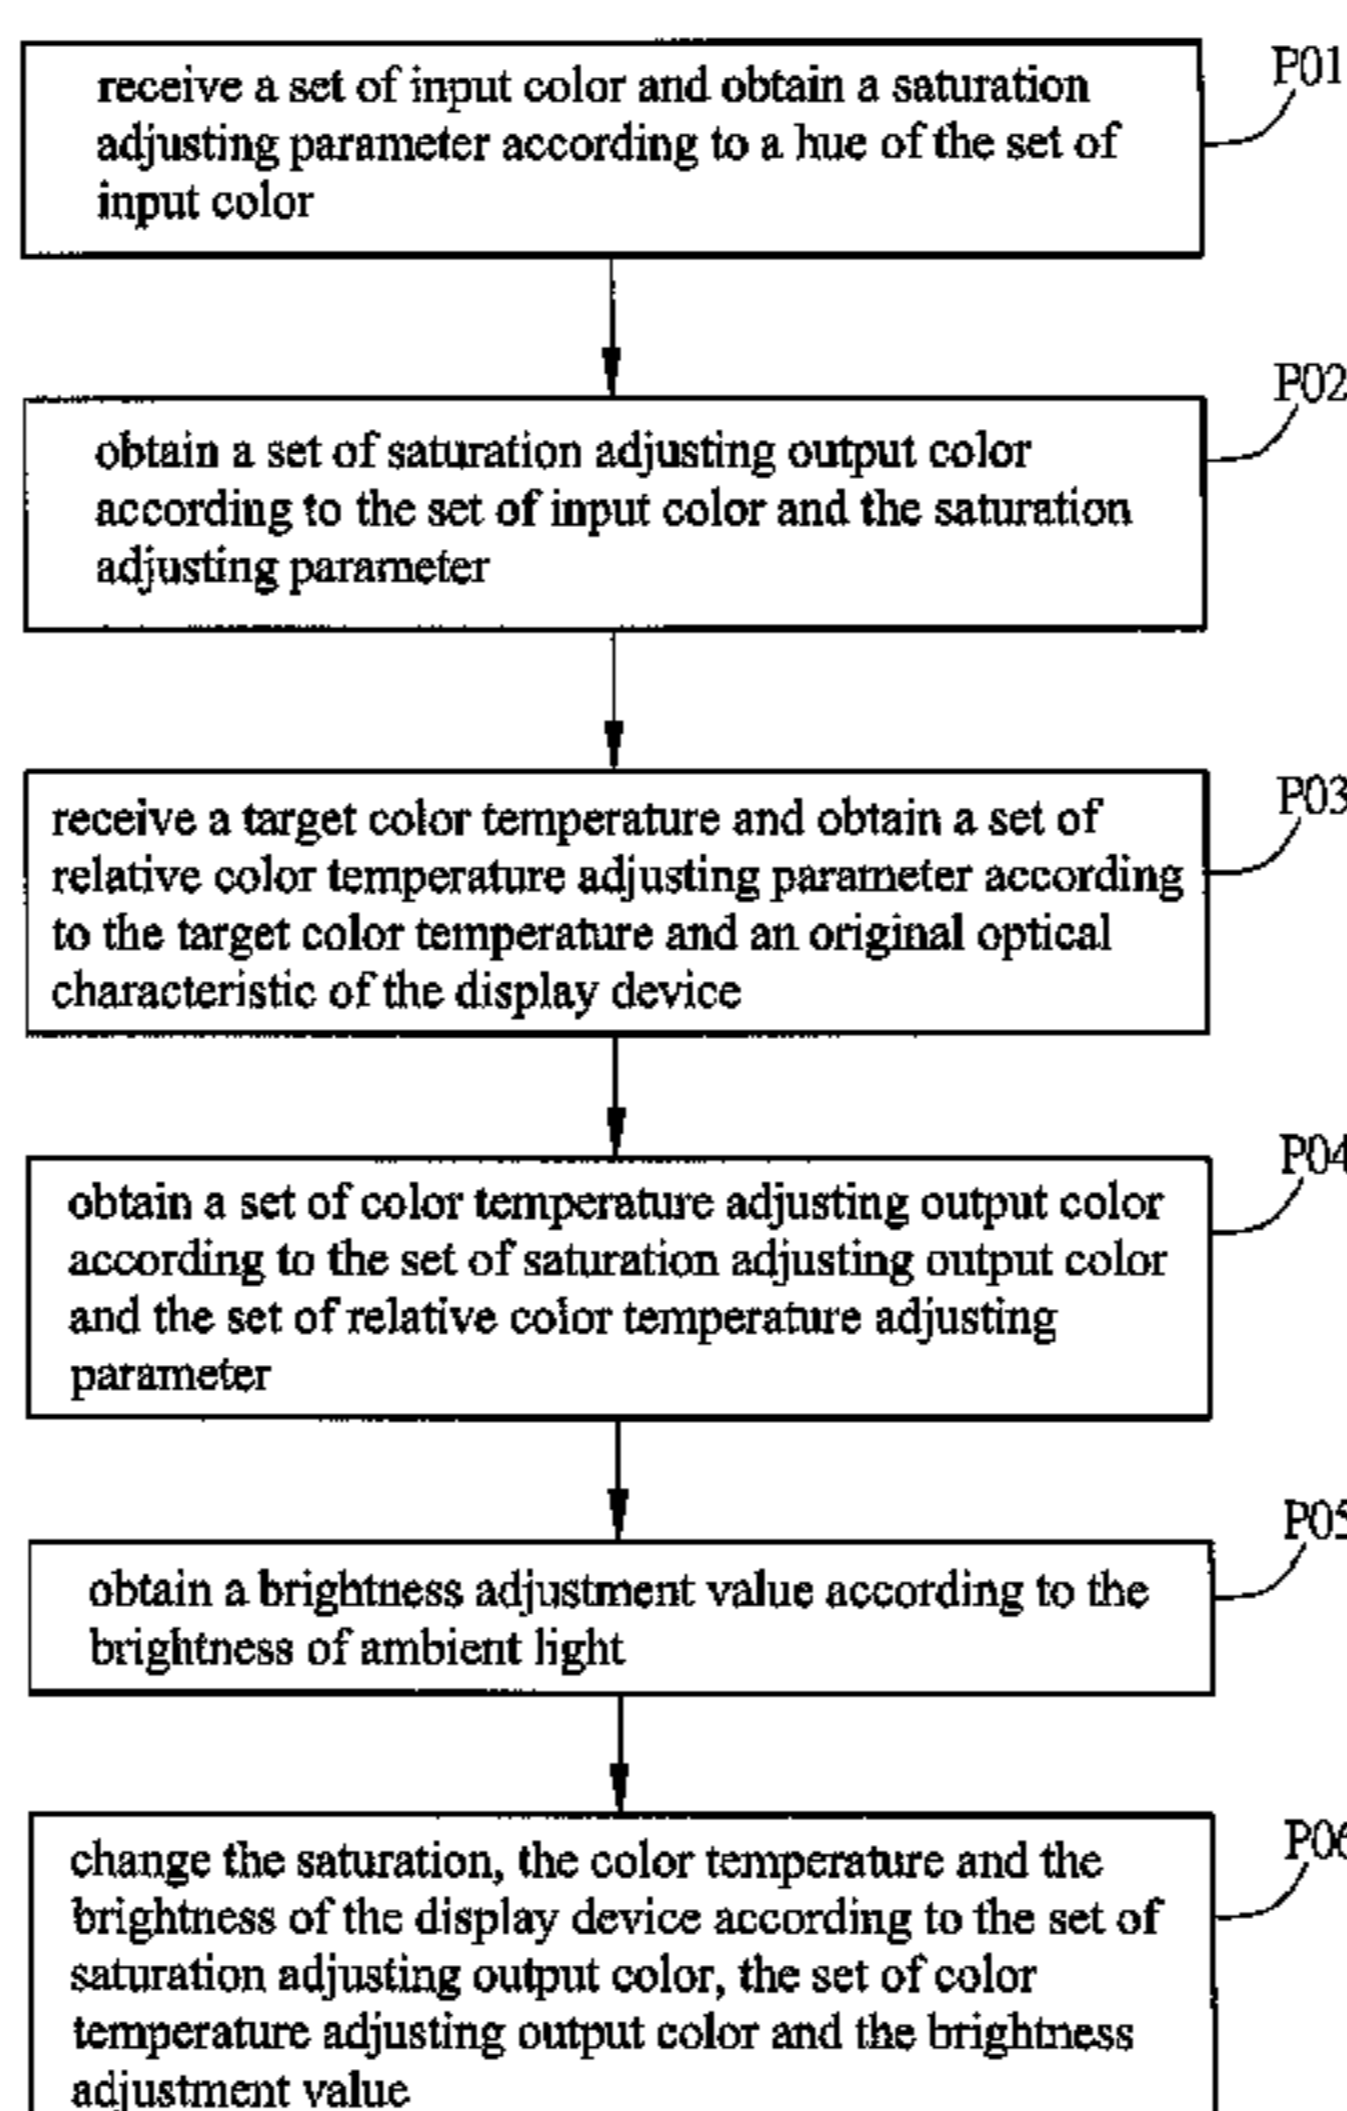 receive a set of input color and obtain a saturation
adjusting parameter according to a hue of the set of
input color
P01
obtain a set of saturation adjusting output color
according to the set of input color and the saturation
adjusting parameter
P02
receive a target color temperature and obtain a set of
relative color temperature adjusting parameter according
to the target color temperature and an original optical
characteristic of the display device
P03
obtain a set of color temperature adjusting output color
according to the set of saturation adjusting output color
and the set of relative color temperature adjusting
parameter
P04
obtain a brightness adjustment value according to the
brightness of ambient light
P05
change the saturation, the color temperature and the
brightness of the display device according to the set of
saturation adjusting output color, the set of color
temperature adjusting output color and the brightness
adjustment value
P06